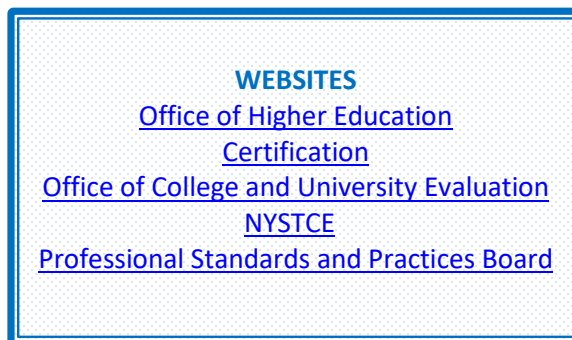 WEBSITES
Office of Higher Education
Certification
Office of College and University Evaluation
NYSTCE
Professional Standards and Practices Board